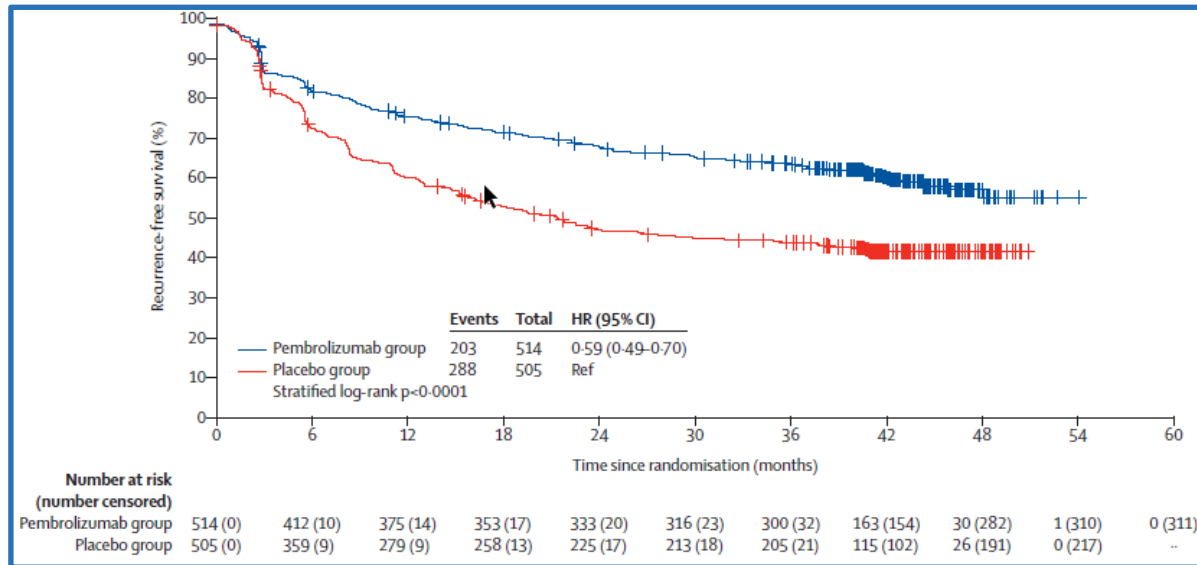 100
90
80
70
60
50
40
30
20
10
0
Recurrence-free survival (%)
Events Total HR (95% CI)
Pembrolizumab group 203 514 0·59 (0·49–0·70)
Placebo group 288 505 Ref
Stratified log-rank p<0·0001
0 6 12 18 24 30 36 42 48 54 60
Time since randomisation (months)
Number at risk
(number censored)
Pembrolizumab group 514 (0) 412 (10) 375 (14) 353 (17) 333 (20) 316 (23) 300 (32) 163 (154) 30 (282) 1 (310) 0 (311)
Placebo group 505 (0) 359 (9) 279 (9) 258 (13) 225 (17) 213 (18) 205 (21) 115 (102) 26 (191) 0 (217) ··